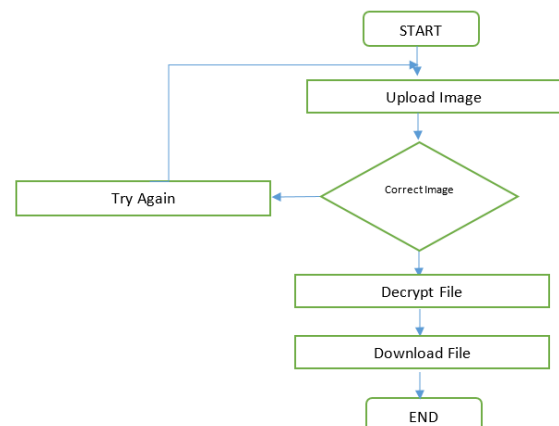 START
Upload Image
Correct Image
Try Again
Decrypt File
Download File
END